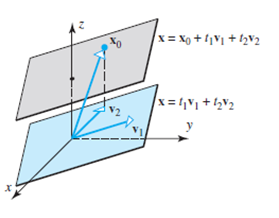 z
x₀
x = x₀ + t₁v₁ + t₂v₂
x = t₁v₁ + t₂v₂
v₂
v₁
y
x